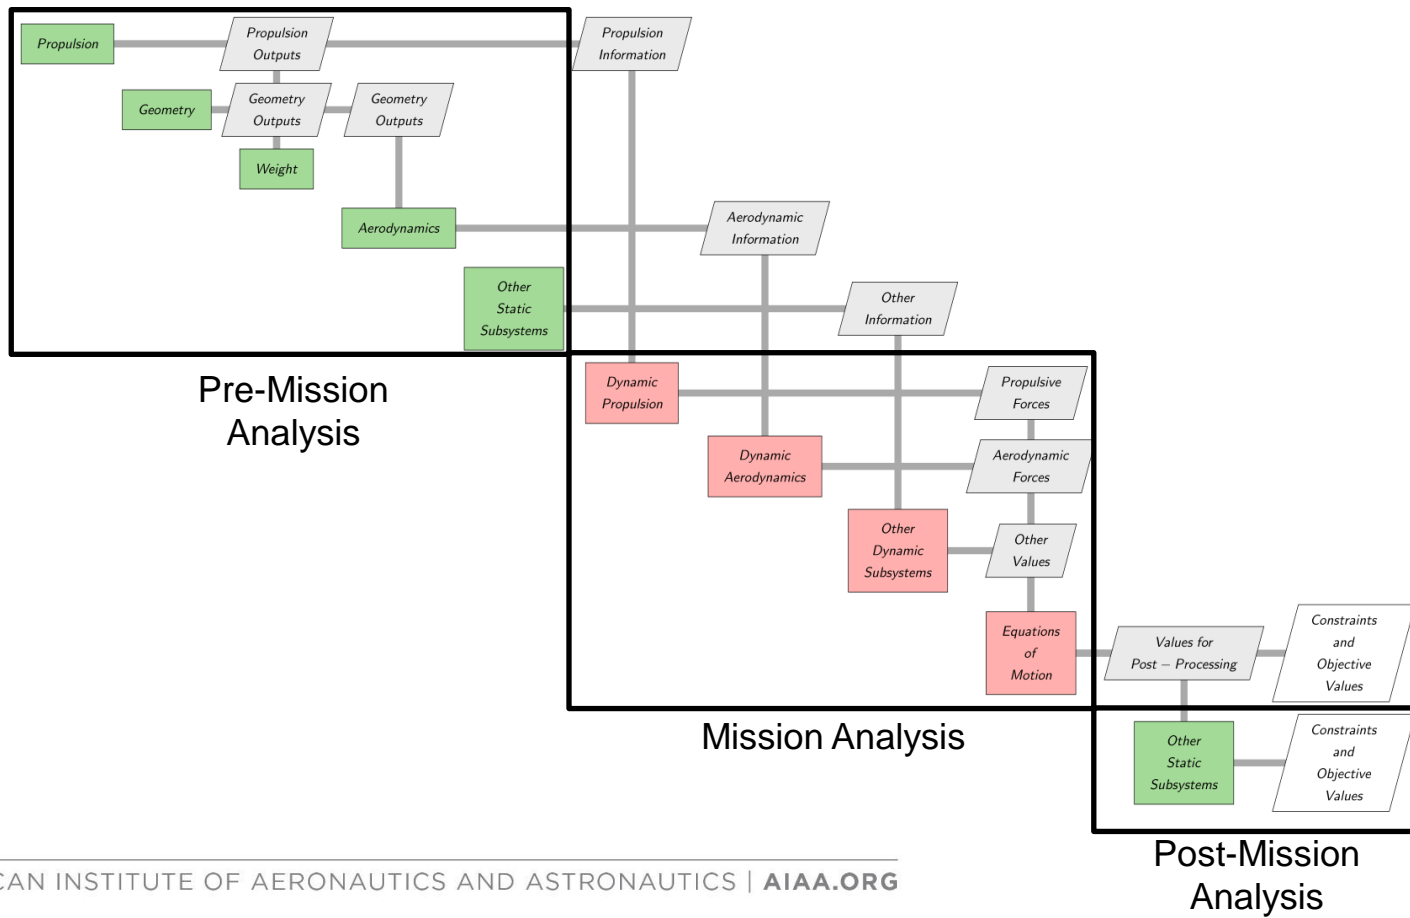 Propulsion
Propulsion
Outputs
Propulsion
Information
Geometry
Geometry
Outputs
Geometry
Outputs
Weight
Aerodynamics
Aerodynamic
Information
Other
Static
Subsystems
Other
Information
Pre-Mission
Analysis
Dynamic
Propulsion
Propulsive
Forces
Dynamic
Aerodynamics
Aerodynamic
Forces
Other
Dynamic
Subsystems
Other
Values
Equations
of
Motion
Values for
Post − Processing
Constraints
and
Objective
Values
Mission Analysis
Other
Static
Subsystems
Constraints
and
Objective
Values
Post-Mission
Analysis
CAN INSTITUTE OF AERONAUTICS AND ASTRONAUTICS | AIAA.ORG